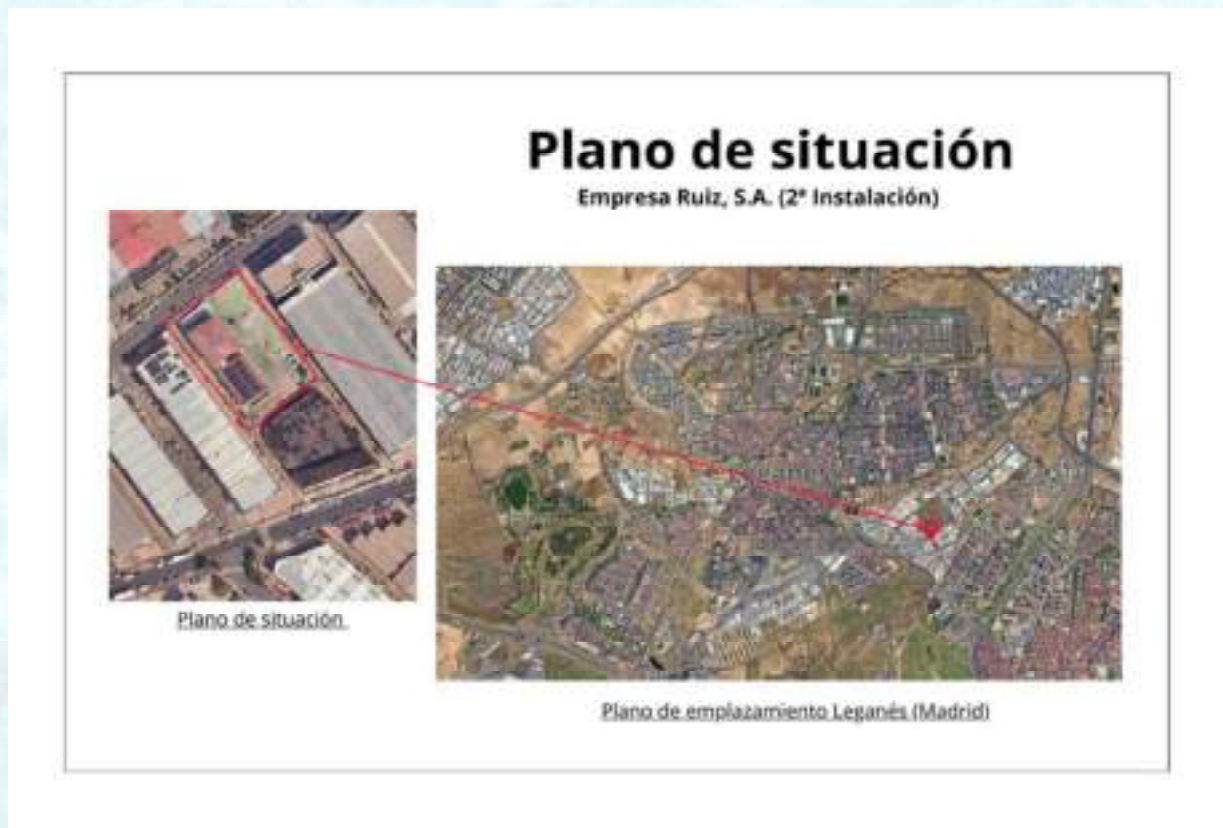 Plano de situación
Empresa Ruiz, S.A. (2ª Instalación)
Plano de situación
Plano de emplazamiento Leganés (Madrid)